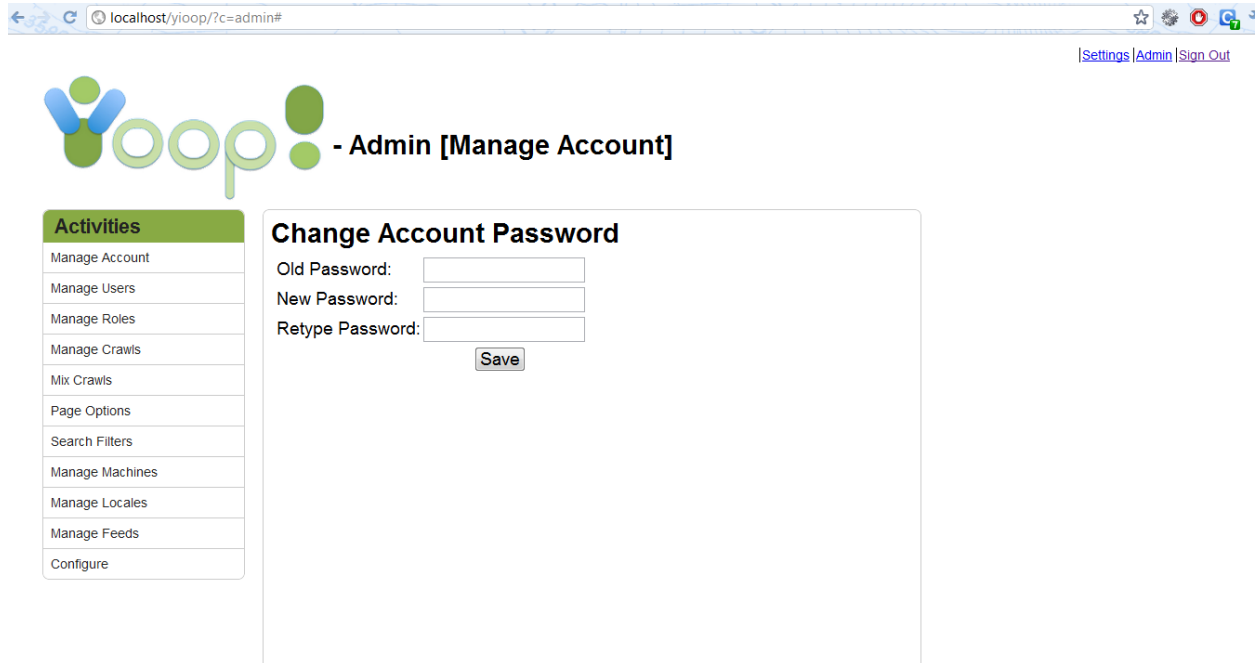 localhost/yioop/?c=admin#
7
|Settings|Admin|Sign Out
Yioop! - Admin [Manage Account]
Activities
Manage Account
Manage Users
Manage Roles
Manage Crawls
Mix Crawls
Page Options
Search Filters
Manage Machines
Manage Locales
Manage Feeds
Configure
Change Account Password
Old Password:
New Password:
Retype Password:
Save